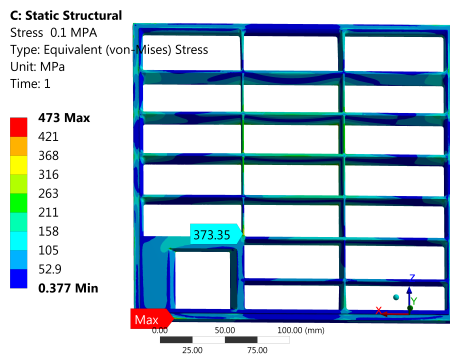 C: Static Structural
Stress 0.1 MPA
Type: Equivalent (von-Mises) Stress
Unit: MPa
Time: 1
473 Max
421
368
316
263
211
158
105
52.9
0.377 Min
373.35
Max
Z
Y
X
0.00 50.00 100.00 (mm)
25.00 75.00